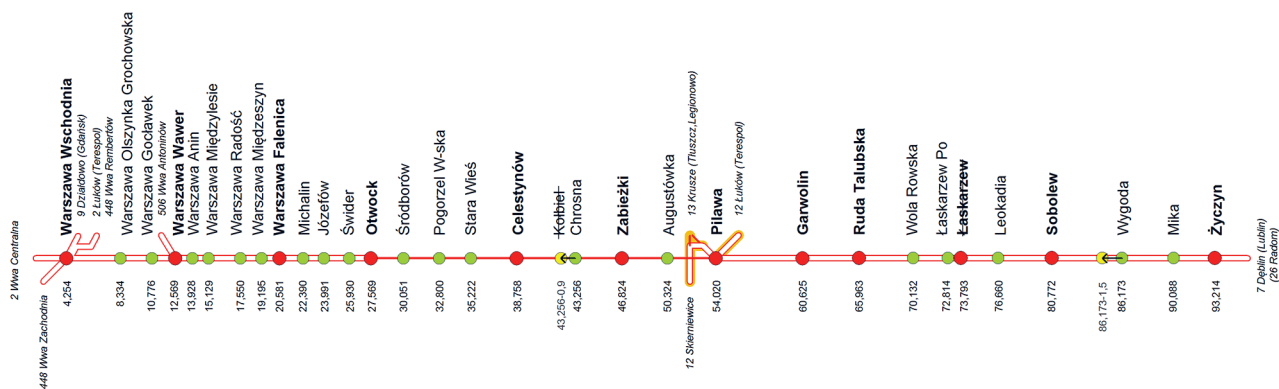 2 Wwa Centralna
448 Wwa Zachodnia
Warszawa Wschodnia
4,254
9 Działdowo (Gdańsk)
2 Łuków (Terespol)
448 Wwa Rembertów
Warszawa Olszynka Grochowska
8,334
Warszawa Gocławek
10,776
506 Wwa Antoninów
Warszawa Wawer
12,569
Warszawa Anin
13,928
Warszawa Międzylesie
15,129
Warszawa Radość
17,550
Warszawa Międzeszyn
19,195
Warszawa Falenica
20,581
Michalin
22,390
Józefów
23,991
Świder
25,930
Otwock
27,569
Śródborów
30,051
Pogorzel W-ska
32,800
Stara Wieś
35,222
Celestynów
38,758
Kołbiel
43,256-0,9
Chrosna
43,256
Zabieżki
46,824
Augustówka
50,324
12 Skierniewice
13 Krusze (Tłuszcz,Legionowo)
Pilawa
54,020
12 Łuków (Terespol)
Garwolin
60,625
Ruda Talubska
65,963
Wola Rowska
70,132
Łaskarzew Po
72,814
Łaskarzew
73,793
Leokadia
76,660
Sobolew
80,772
86,173-1,5
Wygoda
86,173
Mika
90,088
Życzyn
93,214
7 Dęblin (Lublin)
(26 Radom)